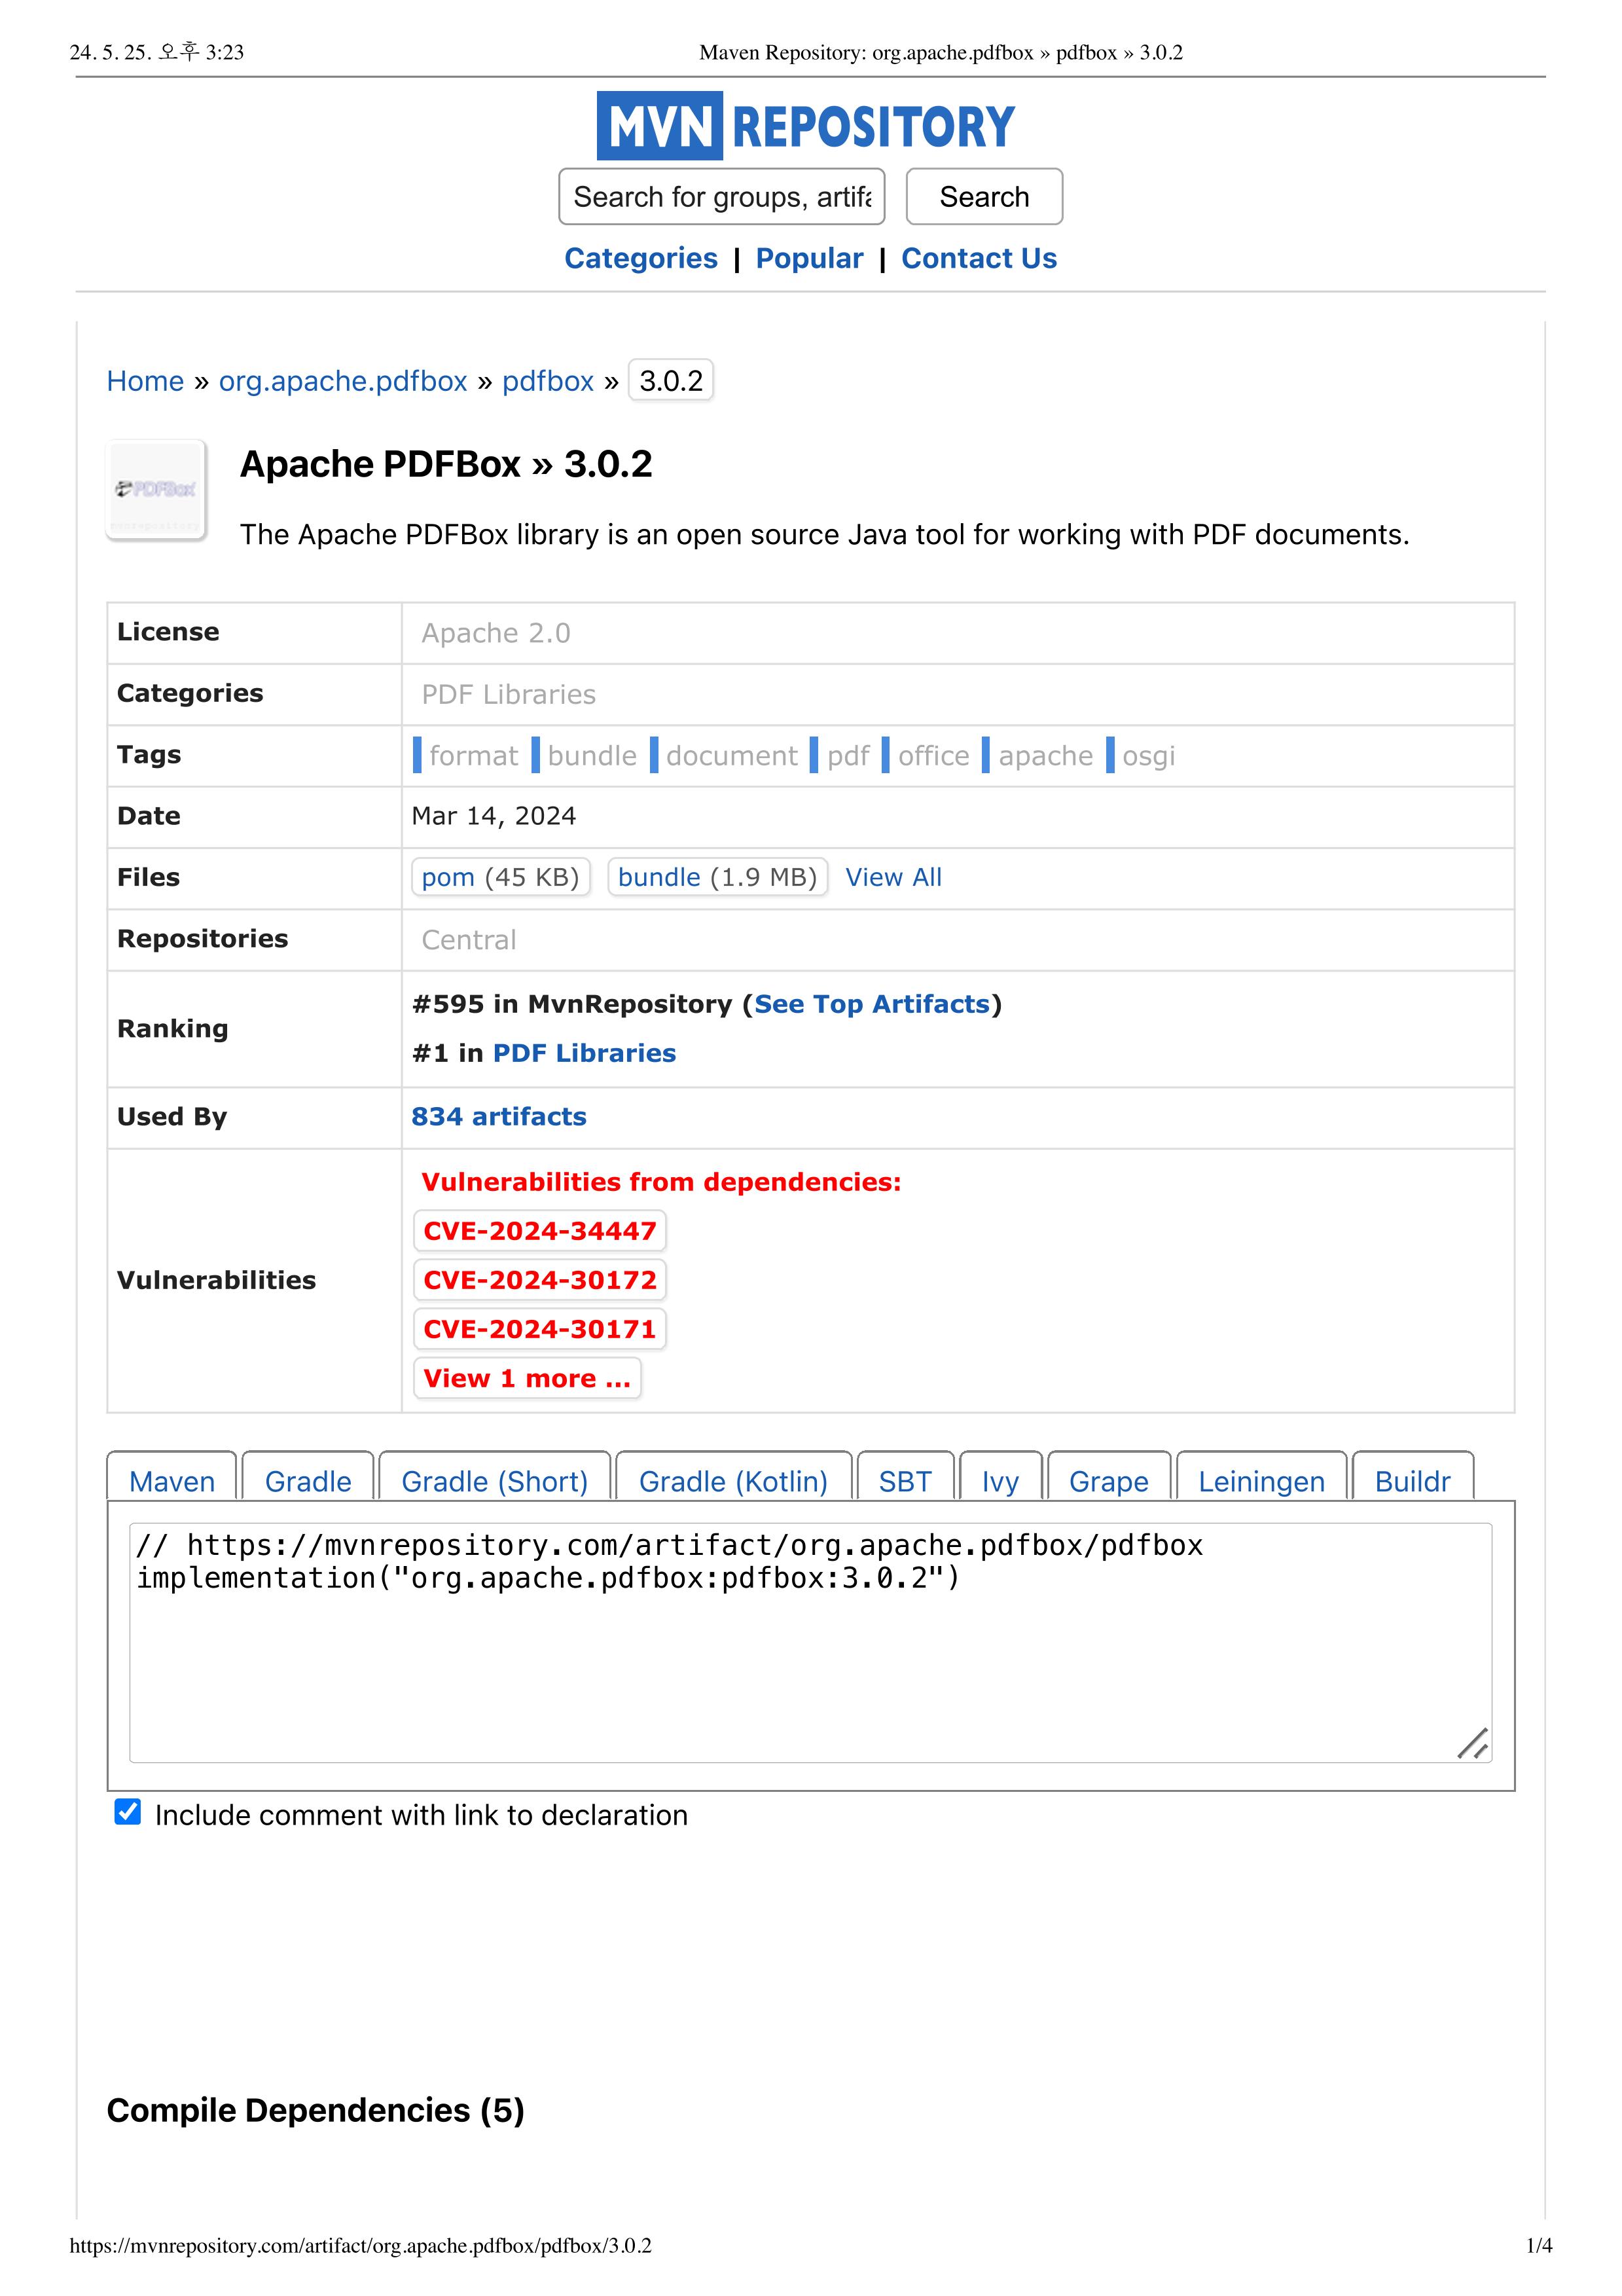 24. 5. 25. 오후 3:23
Maven Repository: org.apache.pdfbox » pdfbox » 3.0.2
MVN REPOSITORY
Search for groups, artifa
Search
Categories | Popular | Contact Us
Home » org.apache.pdfbox » pdfbox » 3.0.2
PDFBox
mvnrepository
Apache PDFBox » 3.0.2
The Apache PDFBox library is an open source Java tool for working with PDF documents.
License Apache 2.0
Categories PDF Libraries
Tags format bundle document pdf office apache osgi
Date Mar 14, 2024
Files pom (45 KB) bundle (1.9 MB) View All
Repositories Central
Ranking
#595 in MvnRepository (See Top Artifacts)
#1 in PDF Libraries
Used By 834 artifacts
Vulnerabilities
Vulnerabilities from dependencies:
CVE-2024-34447
CVE-2024-30172
CVE-2024-30171
View 1 more ...
Maven Gradle Gradle (Short) Gradle (Kotlin) SBT Ivy Grape Leiningen Buildr
// https://mvnrepository.com/artifact/org.apache.pdfbox/pdfbox
implementation("org.apache.pdfbox:pdfbox:3.0.2")
Include comment with link to declaration
Compile Dependencies (5)
https://mvnrepository.com/artifact/org.apache.pdfbox/pdfbox/3.0.2
1/4